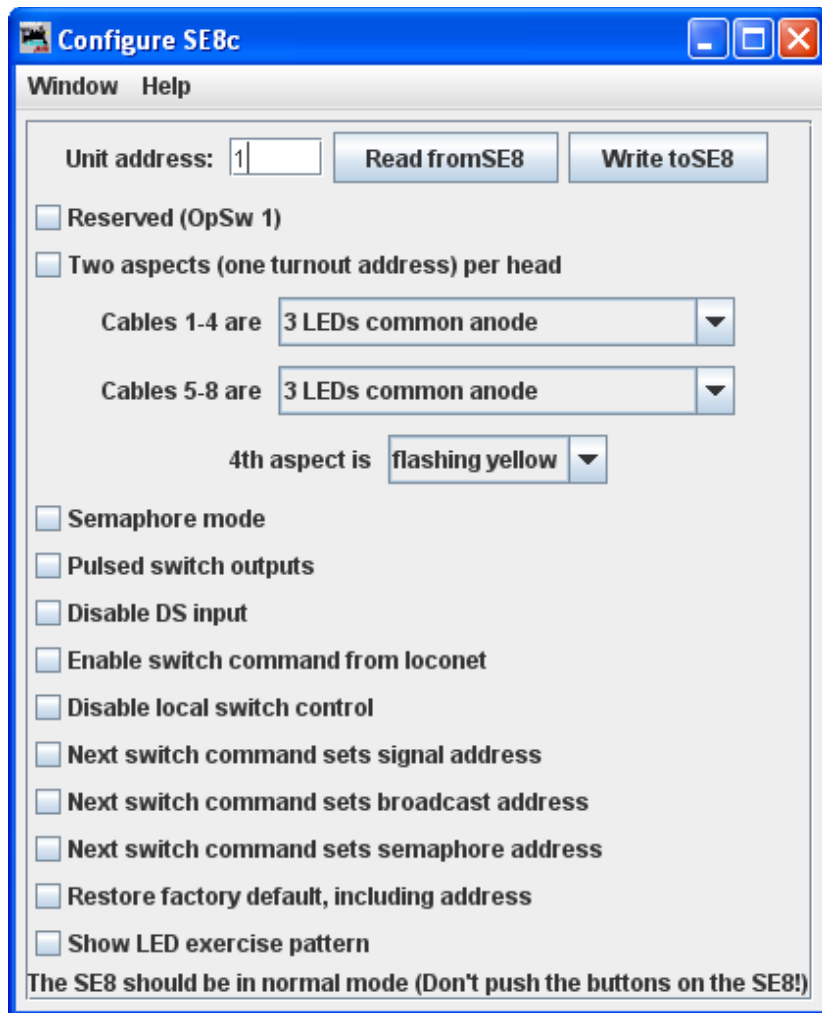 Configure SE8c
Window Help
Unit address: 1 Read fromSE8 Write toSE8
Reserved (OpSw 1)
Two aspects (one turnout address) per head
Cables 1-4 are 3 LEDs common anode
Cables 5-8 are 3 LEDs common anode
4th aspect is flashing yellow
Semaphore mode
Pulsed switch outputs
Disable DS input
Enable switch command from loconet
Disable local switch control
Next switch command sets signal address
Next switch command sets broadcast address
Next switch command sets semaphore address
Restore factory default, including address
Show LED exercise pattern
The SE8 should be in normal mode (Don't push the buttons on the SE8!)